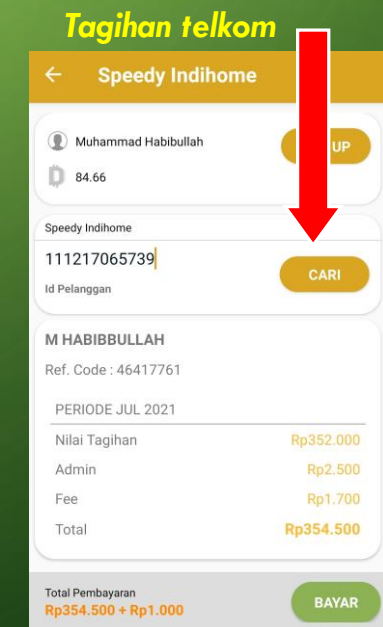 Tagihan telkom
Speedy Indihome
Muhammad Habibullah
UP
84.66
Speedy Indihome
111217065739
Id Pelanggan
CARI
M HABIBBULLAH
Ref. Code : 46417761
PERIODE JUL 2021
Nilai Tagihan Rp352.000
Admin Rp2.500
Fee Rp1.700
Total Rp354.500
Total Pembayaran
Rp354.500 + Rp1.000
BAYAR